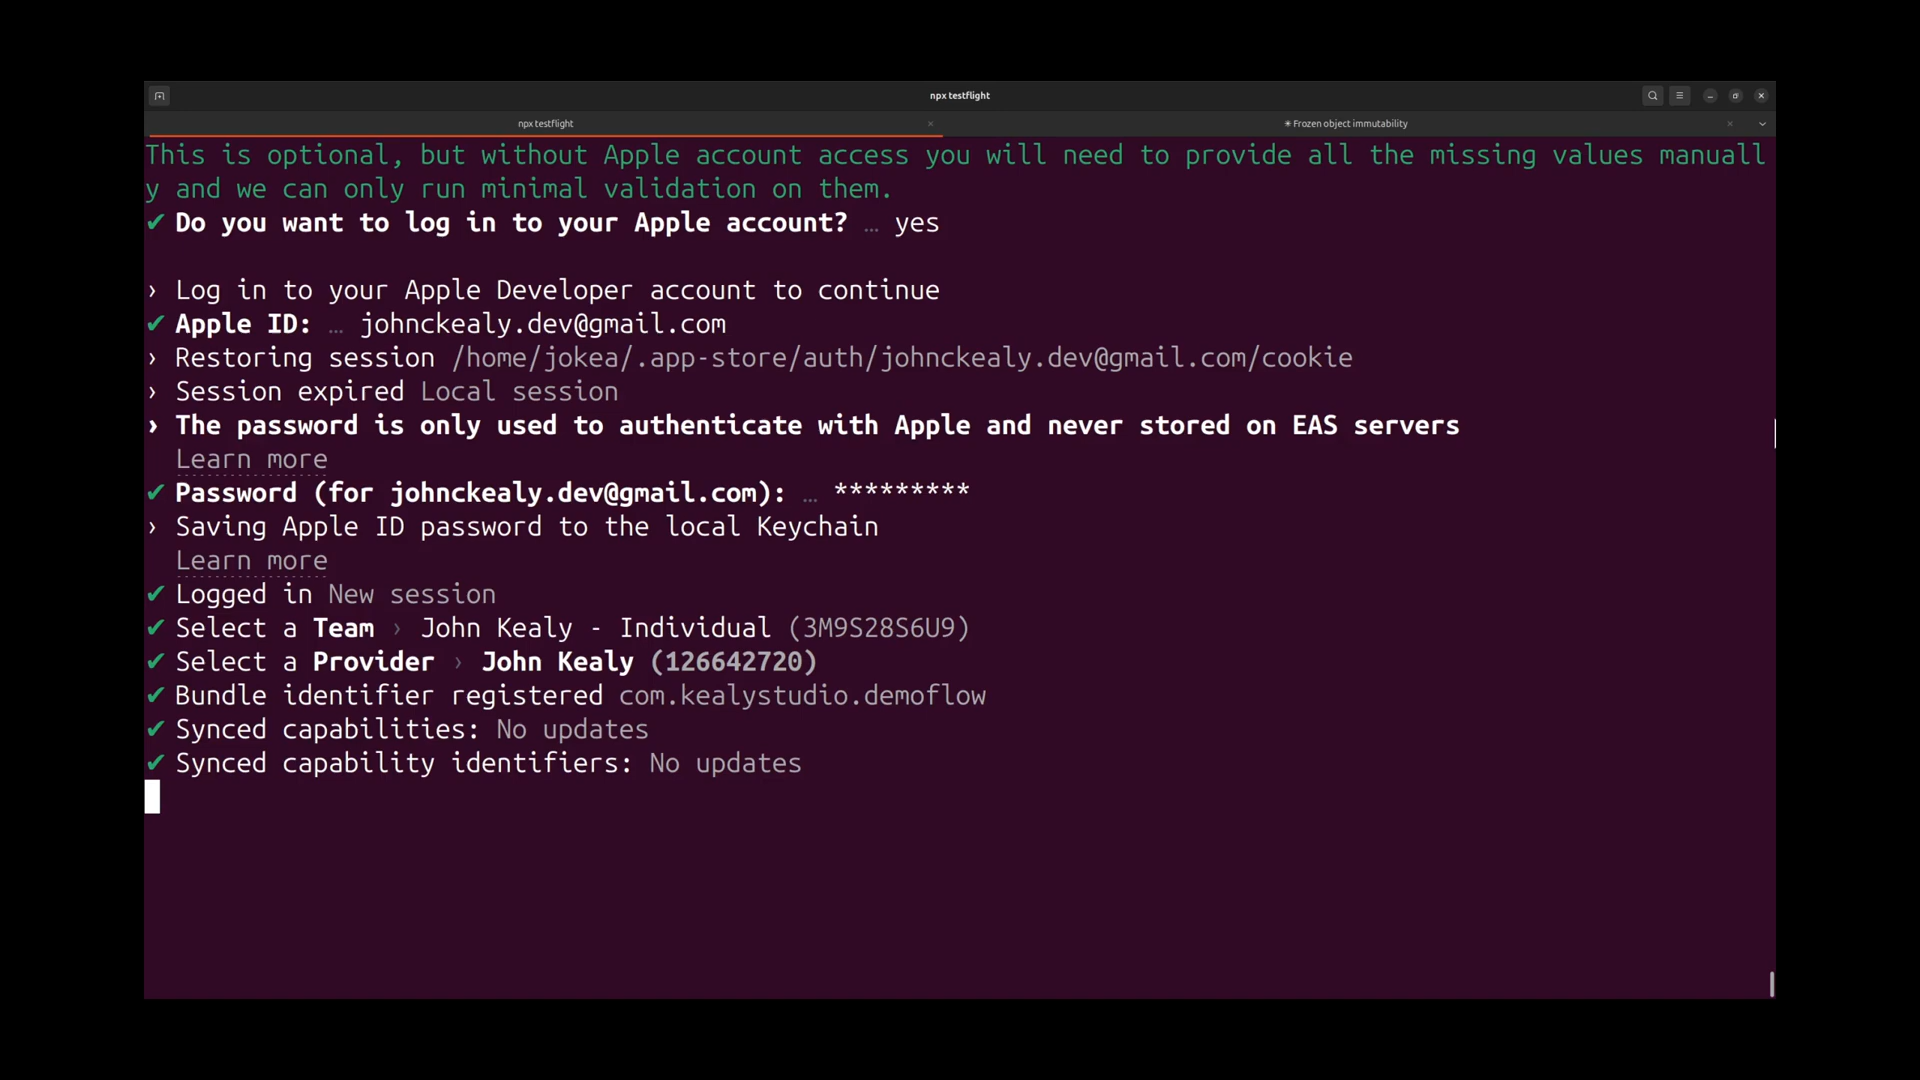 npx testflight
npx testflight
✳ Frozen object immutability
This is optional, but without Apple account access you will need to provide all the missing values manuall
y and we can only run minimal validation on them.
✔ Do you want to log in to your Apple account? … yes
› Log in to your Apple Developer account to continue
✔ Apple ID: … johnckealy.dev@gmail.com
› Restoring session /home/jokea/.app-store/auth/johnckealy.dev@gmail.com/cookie
› Session expired Local session
› The password is only used to authenticate with Apple and never stored on EAS servers
Learn more
✔ Password (for johnckealy.dev@gmail.com): … *********
› Saving Apple ID password to the local Keychain
Learn more
✔ Logged in New session
✔ Select a Team › John Kealy - Individual (3M9S28S6U9)
✔ Select a Provider › John Kealy (126642720)
✔ Bundle identifier registered com.kealystudio.demoflow
✔ Synced capabilities: No updates
✔ Synced capability identifiers: No updates